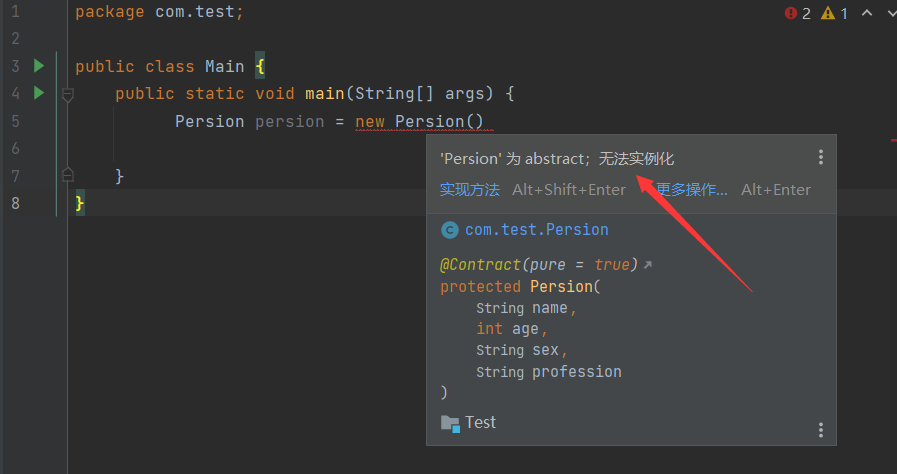 1 package com.test;
2
3 public class Main {
4 public static void main(String[] args) {
5 Persion persion = new Persion()
6
7 }
8 }
2 1
'Persion' 为 abstract；无法实例化
实现方法 Alt+Shift+Enter 更多操作... Alt+Enter
C com.test.Persion
@Contract(pure = true)
protected Persion(
String name,
int age,
String sex,
String profession
)
Test